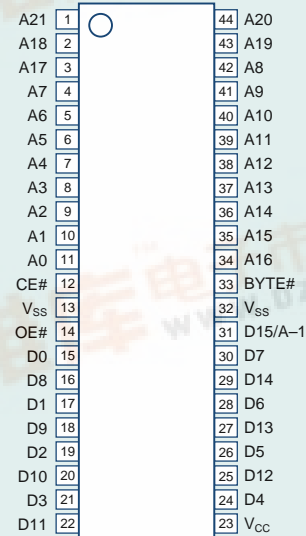 A21 1 44 A20
A18 2 43 A19
A17 3 42 A8
A7 4 41 A9
A6 5 40 A10
A5 6 39 A11
A4 7 38 A12
A3 8 37 A13
A2 9 36 A14
A1 10 35 A15
A0 11 34 A16
CE# 12 33 BYTE#
VSS 13 32 VSS
OE# 14 31 D15/A–1
D0 15 30 D7
D8 16 29 D14
D1 17 28 D6
D9 18 27 D13
D2 19 26 D5
D10 20 25 D12
D3 21 24 D4
D11 22 23 VCC